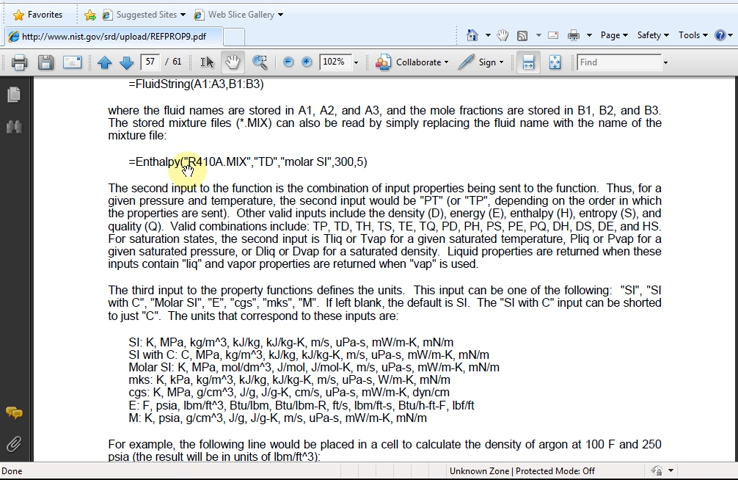 Favorites
Suggested Sites
Web Slice Gallery
http://www.nist.gov/srd/upload/REFPROP9.pdf
Page
Safety
Tools
57 / 61
102%
Collaborate
Sign
Find
=FluidString(A1:A3,B1:B3)
where the fluid names are stored in A1, A2, and A3, and the mole fractions are stored in B1, B2, and B3.
The stored mixture files (*.MIX) can also be read by simply replacing the fluid name with the name of the
mixture file:
=Enthalpy("R410A.MIX","TD","molar SI",300,5)
The second input to the function is the combination of input properties being sent to the function. Thus, for a
given pressure and temperature, the second input would be "PT" (or "TP", depending on the order in which
the properties are sent). Other valid inputs include the density (D), energy (E), enthalpy (H), entropy (S), and
quality (Q). Valid combinations include: TP, TD, TH, TS, TE, TQ, PD, PH, PS, PE, PQ, DH, DS, DE, and HS.
For saturation states, the second input is Tliq or Tvap for a given saturated temperature, Pliq or Pvap for a
given saturated pressure, or Dliq or Dvap for a saturated density. Liquid properties are returned when these
inputs contain "liq" and vapor properties are returned when "vap" is used.
The third input to the property functions defines the units. This input can be one of the following: "SI", "SI
with C", "Molar SI", "E", "cgs", "mks", "M". If left blank, the default is SI. The "SI with C" input can be shorted
to just "C". The units that correspond to these inputs are:
SI: K, MPa, kg/m^3, kJ/kg, kJ/kg-K, m/s, uPa-s, mW/m-K, mN/m
SI with C: C, MPa, kg/m^3, kJ/kg, kJ/kg-K, m/s, uPa-s, mW/m-K, mN/m
Molar SI: K, MPa, mol/dm^3, J/mol, J/mol-K, m/s, uPa-s, mW/m-K, mN/m
mks: K, kPa, kg/m^3, kJ/kg, kJ/kg-K, m/s, uPa-s, W/m-K, mN/m
cgs: K, MPa, g/cm^3, J/g, J/g-K, cm/s, uPa-s, mW/m-K, dyn/cm
E: F, psia, lbm/ft^3, Btu/lbm, Btu/lbm-R, ft/s, lbm/ft-s, Btu/h-ft-F, lbf/ft
M: K, psia, g/cm^3, J/g, J/g-K, m/s, uPa-s, mW/m-K, mN/m
For example, the following line would be placed in a cell to calculate the density of argon at 100 F and 250
psia (the result will be in units of lbm/ft^3):
Done
Unknown Zone | Protected Mode: Off